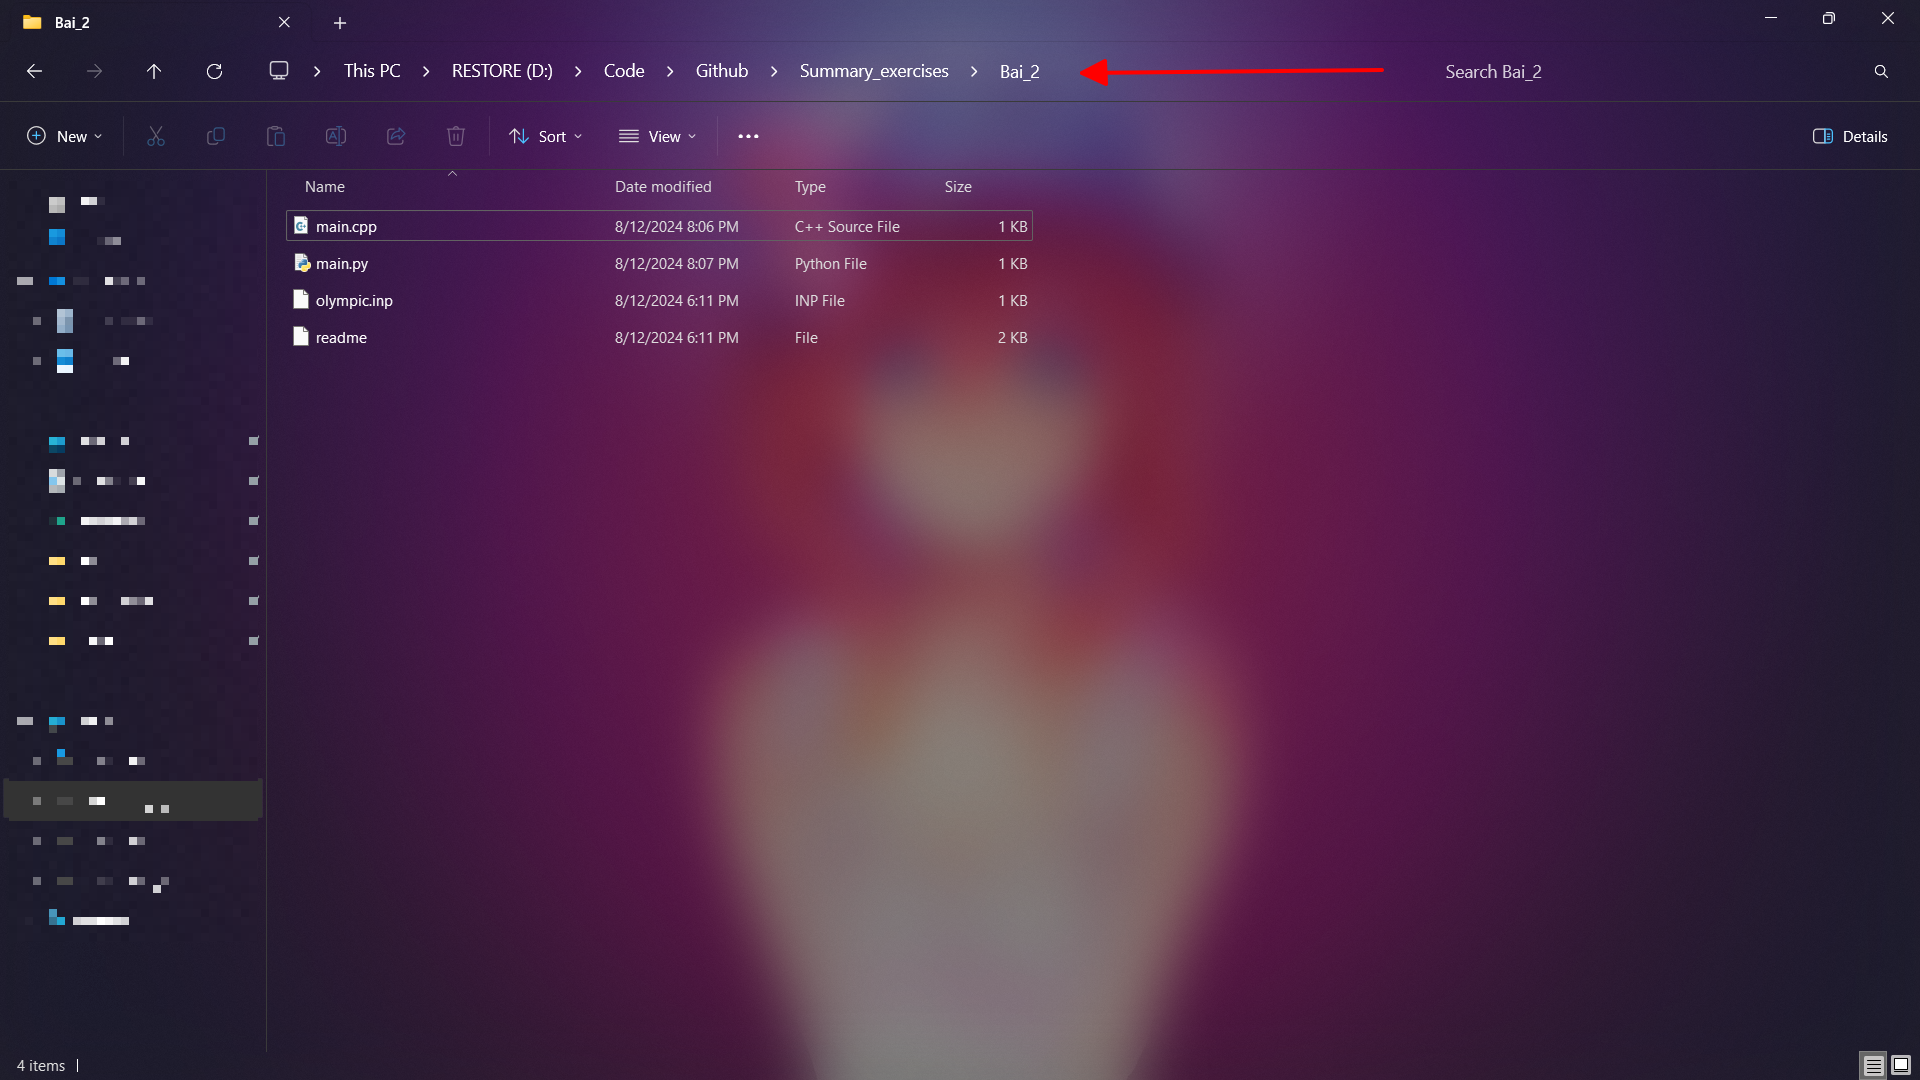 Bai_2
This PC > RESTORE (D:) > Code > Github > Summary_exercises > Bai_2
Search Bai_2
New
Sort
View
Details
Name Date modified Type Size
main.cpp 8/12/2024 8:06 PM C++ Source File 1 KB
main.py 8/12/2024 8:07 PM Python File 1 KB
olympic.inp 8/12/2024 6:11 PM INP File 1 KB
readme 8/12/2024 6:11 PM File 2 KB
4 items